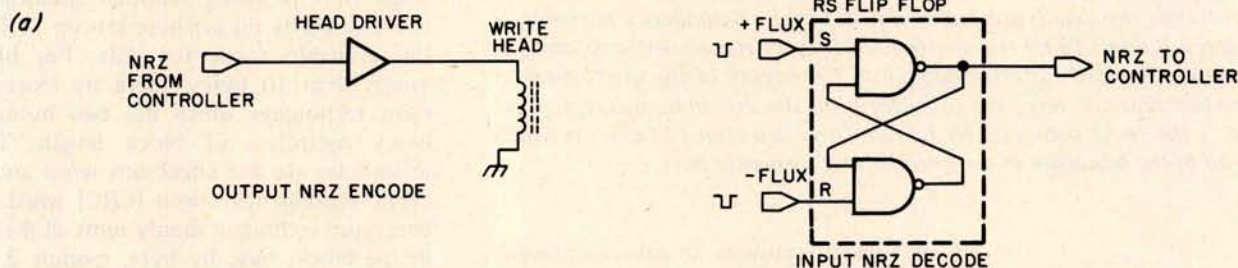 (a)
HEAD DRIVER
NRZ
FROM
CONTROLLER
WRITE
HEAD
OUTPUT NRZ ENCODE
RS FLIP FLOP
+FLUX
S
NRZ TO
CONTROLLER
-FLUX
R
INPUT NRZ DECODE